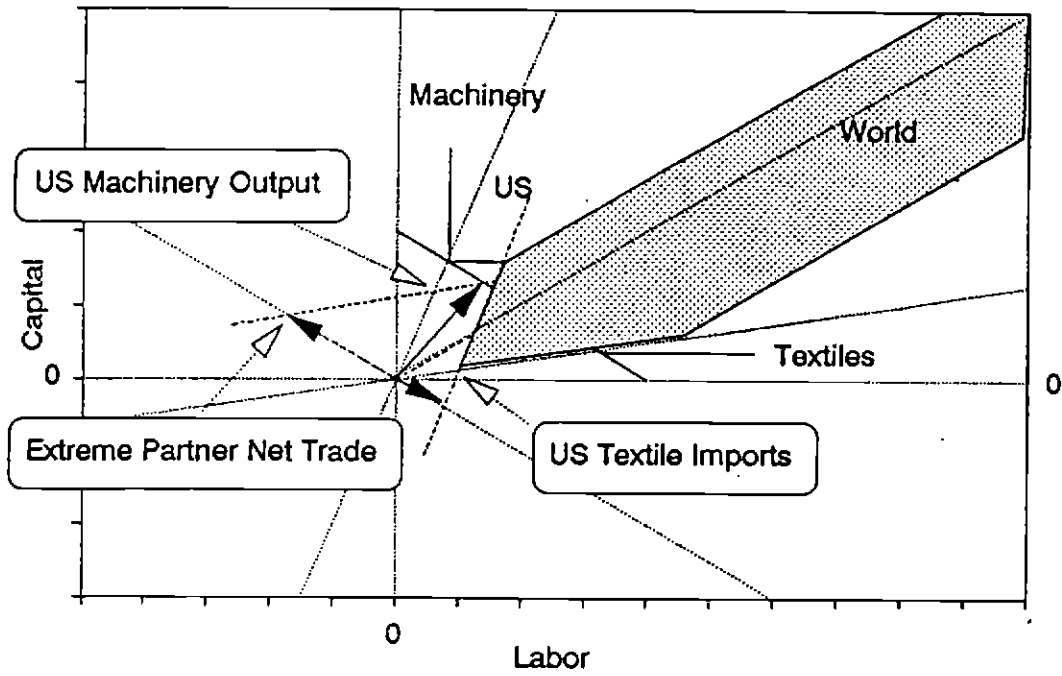 Machinery
World
US Machinery Output
US
Capital
0
Textiles
0
Extreme Partner Net Trade
US Textile Imports
0
Labor